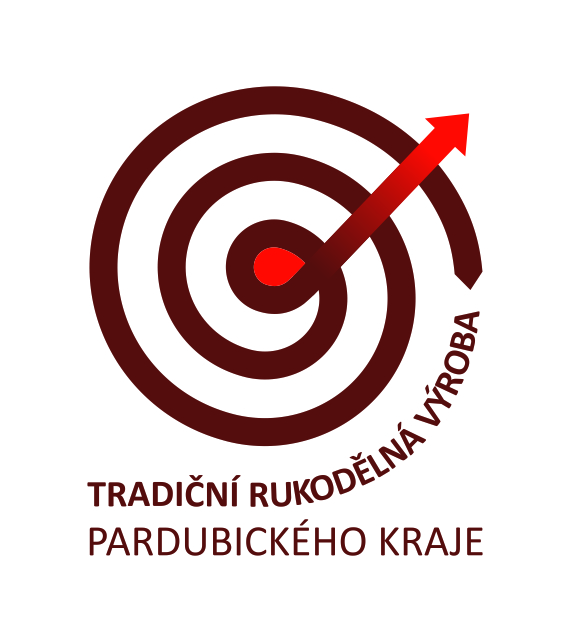 TRADIČNÍ RUKODĚLNÁ VÝROBA
PARDUBICKÉHO KRAJE